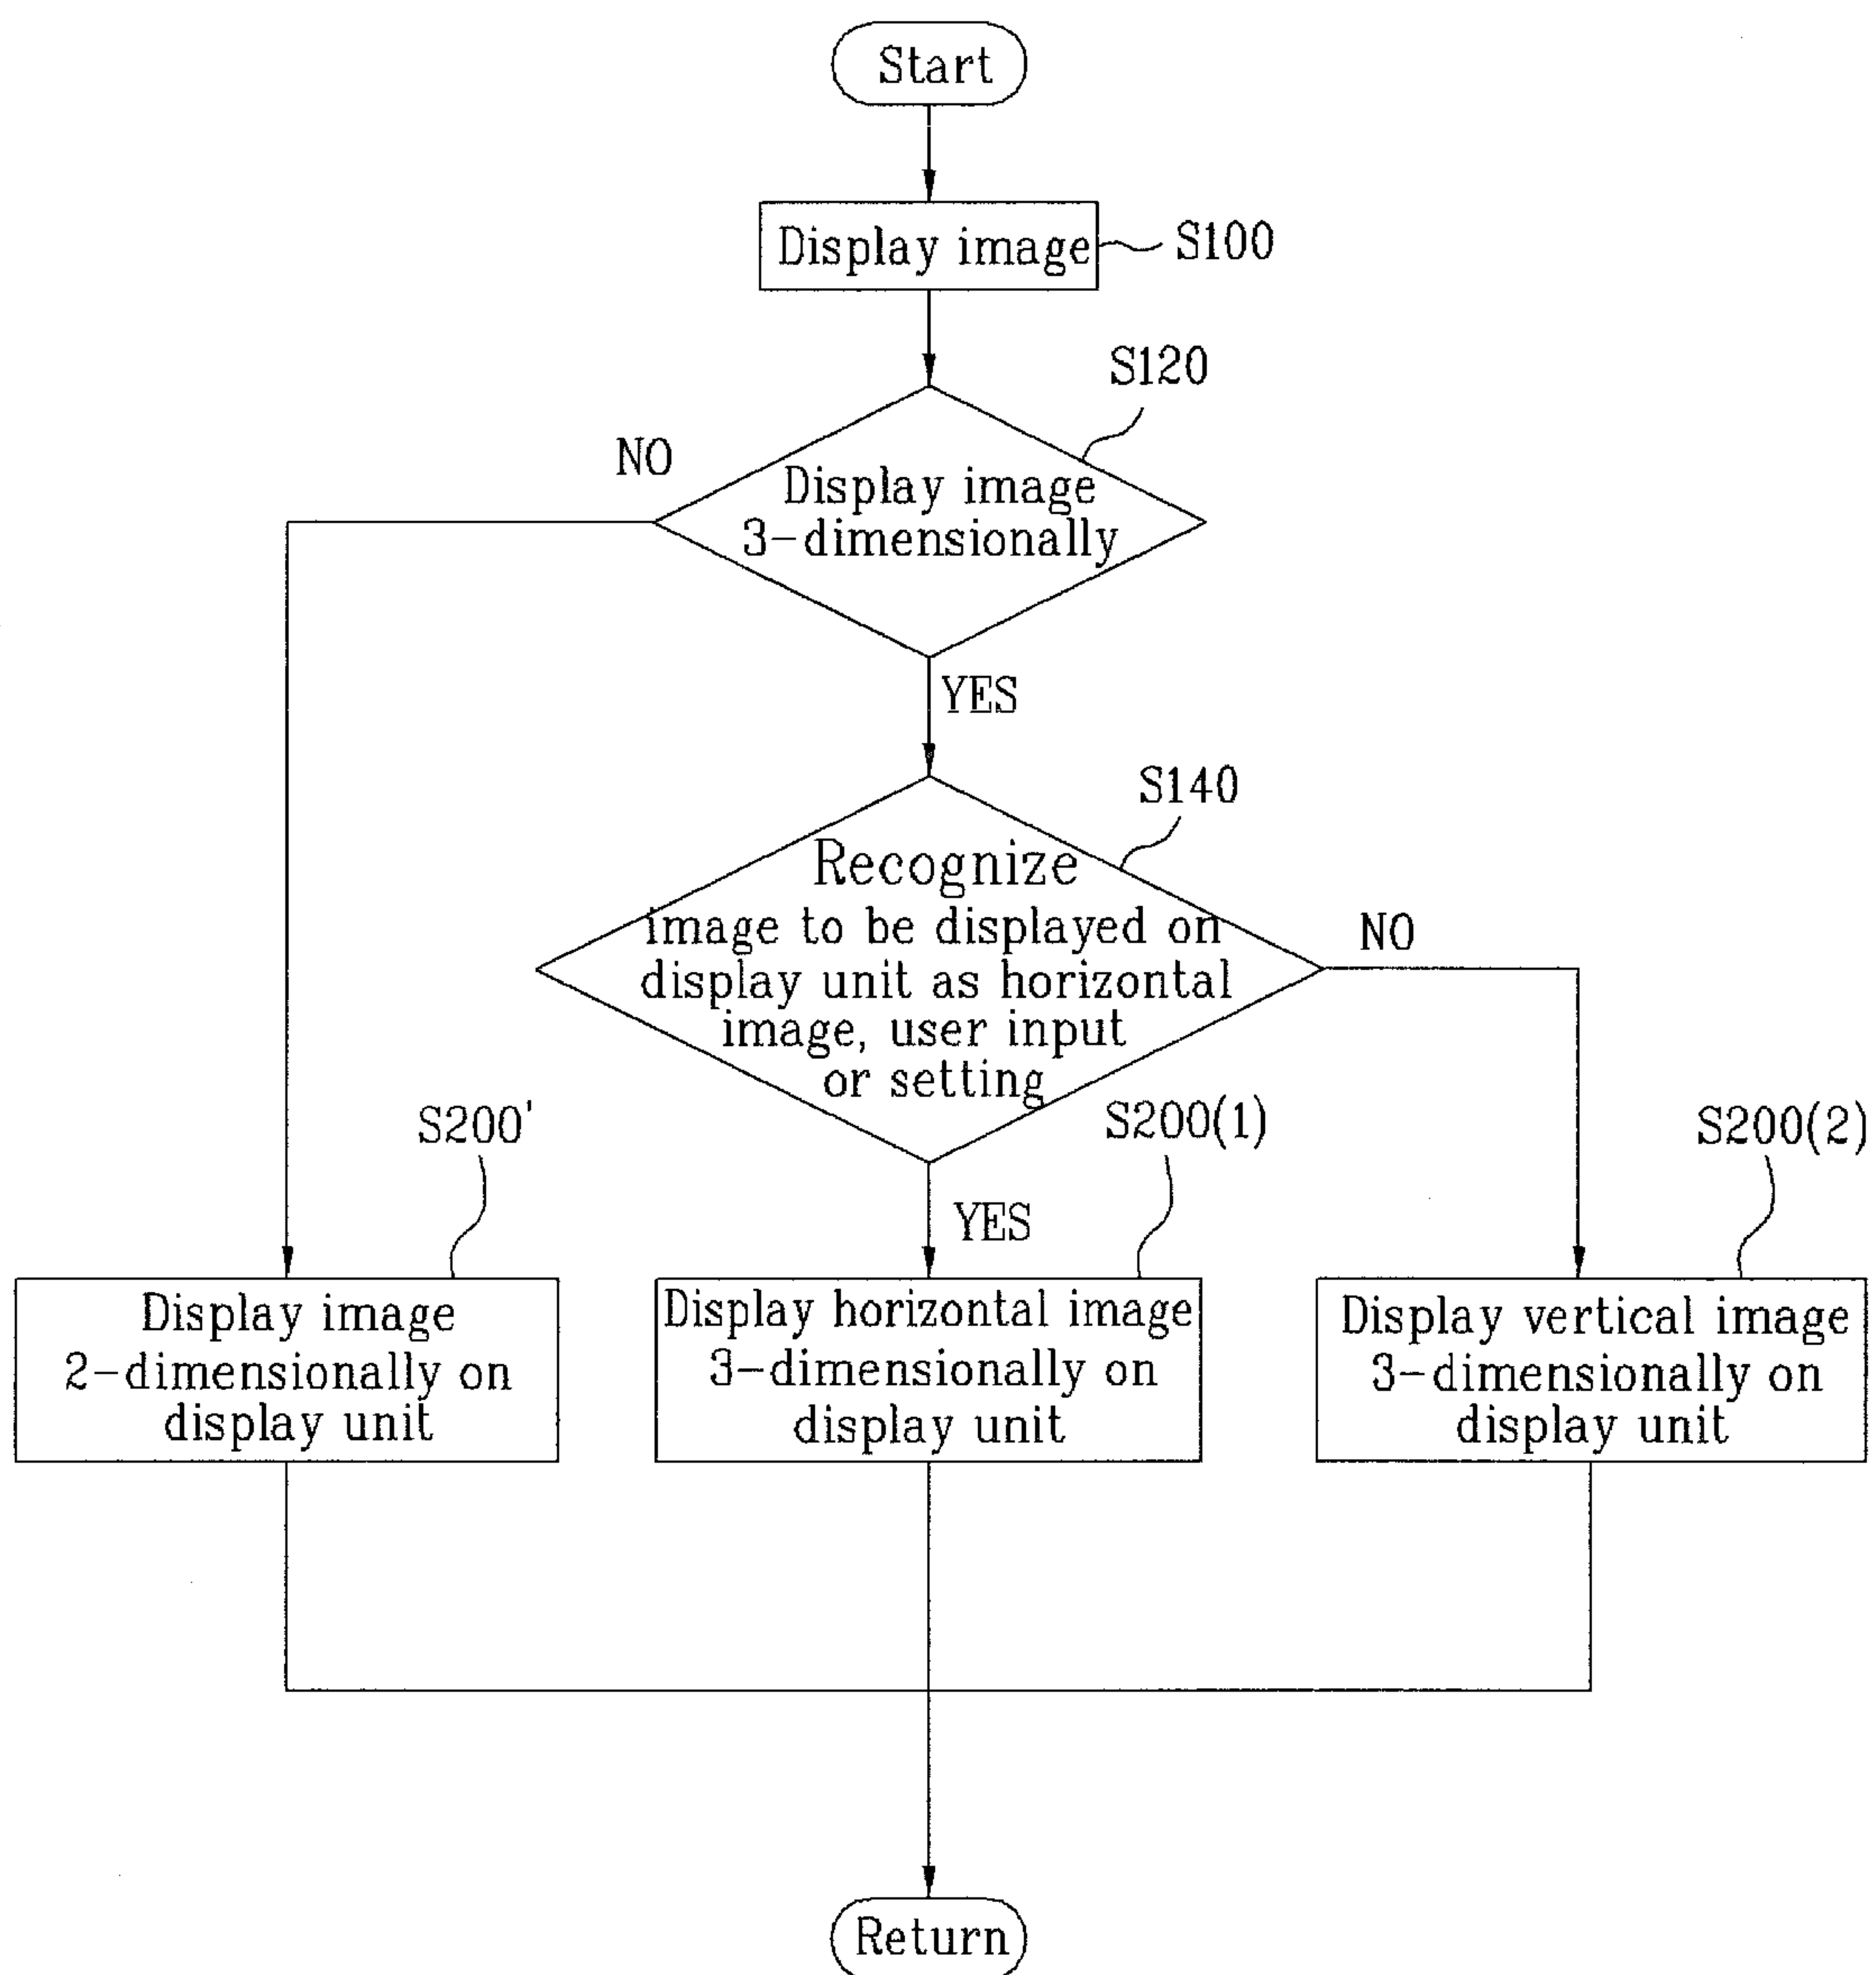 Start
Display image
S100
S120
NO
Display image
3-dimensionally
YES
S140
Recognize
image to be displayed on
display unit as horizontal
image, user input
or setting
NO
YES
S200'
S200(1)
S200(2)
Display image
2-dimensionally on
display unit
Display horizontal image
3-dimensionally on
display unit
Display vertical image
3-dimensionally on
display unit
Return